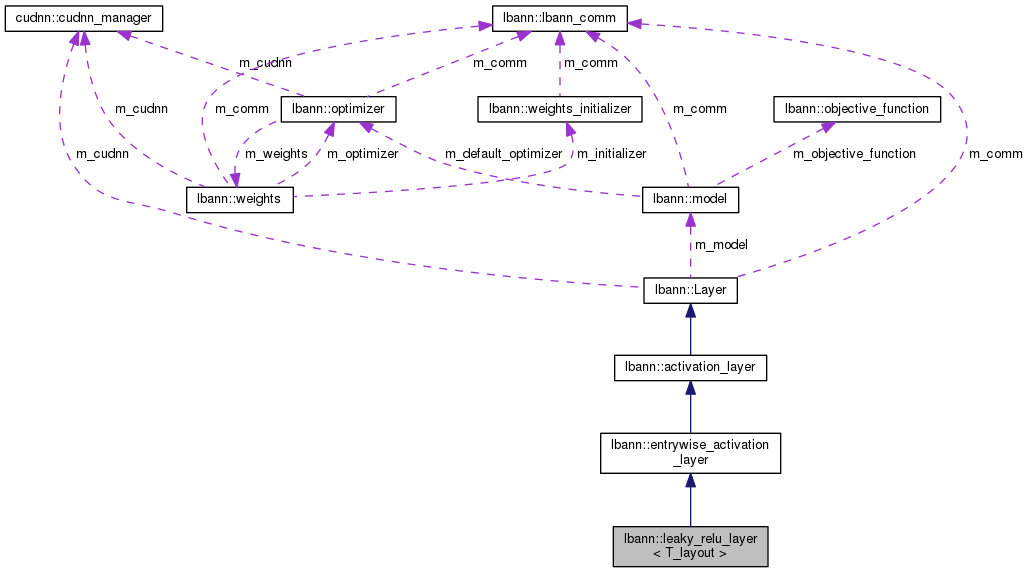 cudnn::cudnn_manager
lbann::lbann_comm
m_cudnn
m_comm
m_comm
lbann::optimizer
lbann::weights_initializer
lbann::objective_function
m_cudnn
m_comm
m_comm
m_cudnn
m_weights
m_optimizer
m_default_optimizer
m_initializer
m_objective_function
m_comm
lbann::weights
lbann::model
m_model
lbann::Layer
lbann::activation_layer
lbann::entrywise_activation
_layer
lbann::leaky_relu_layer
< T_layout >